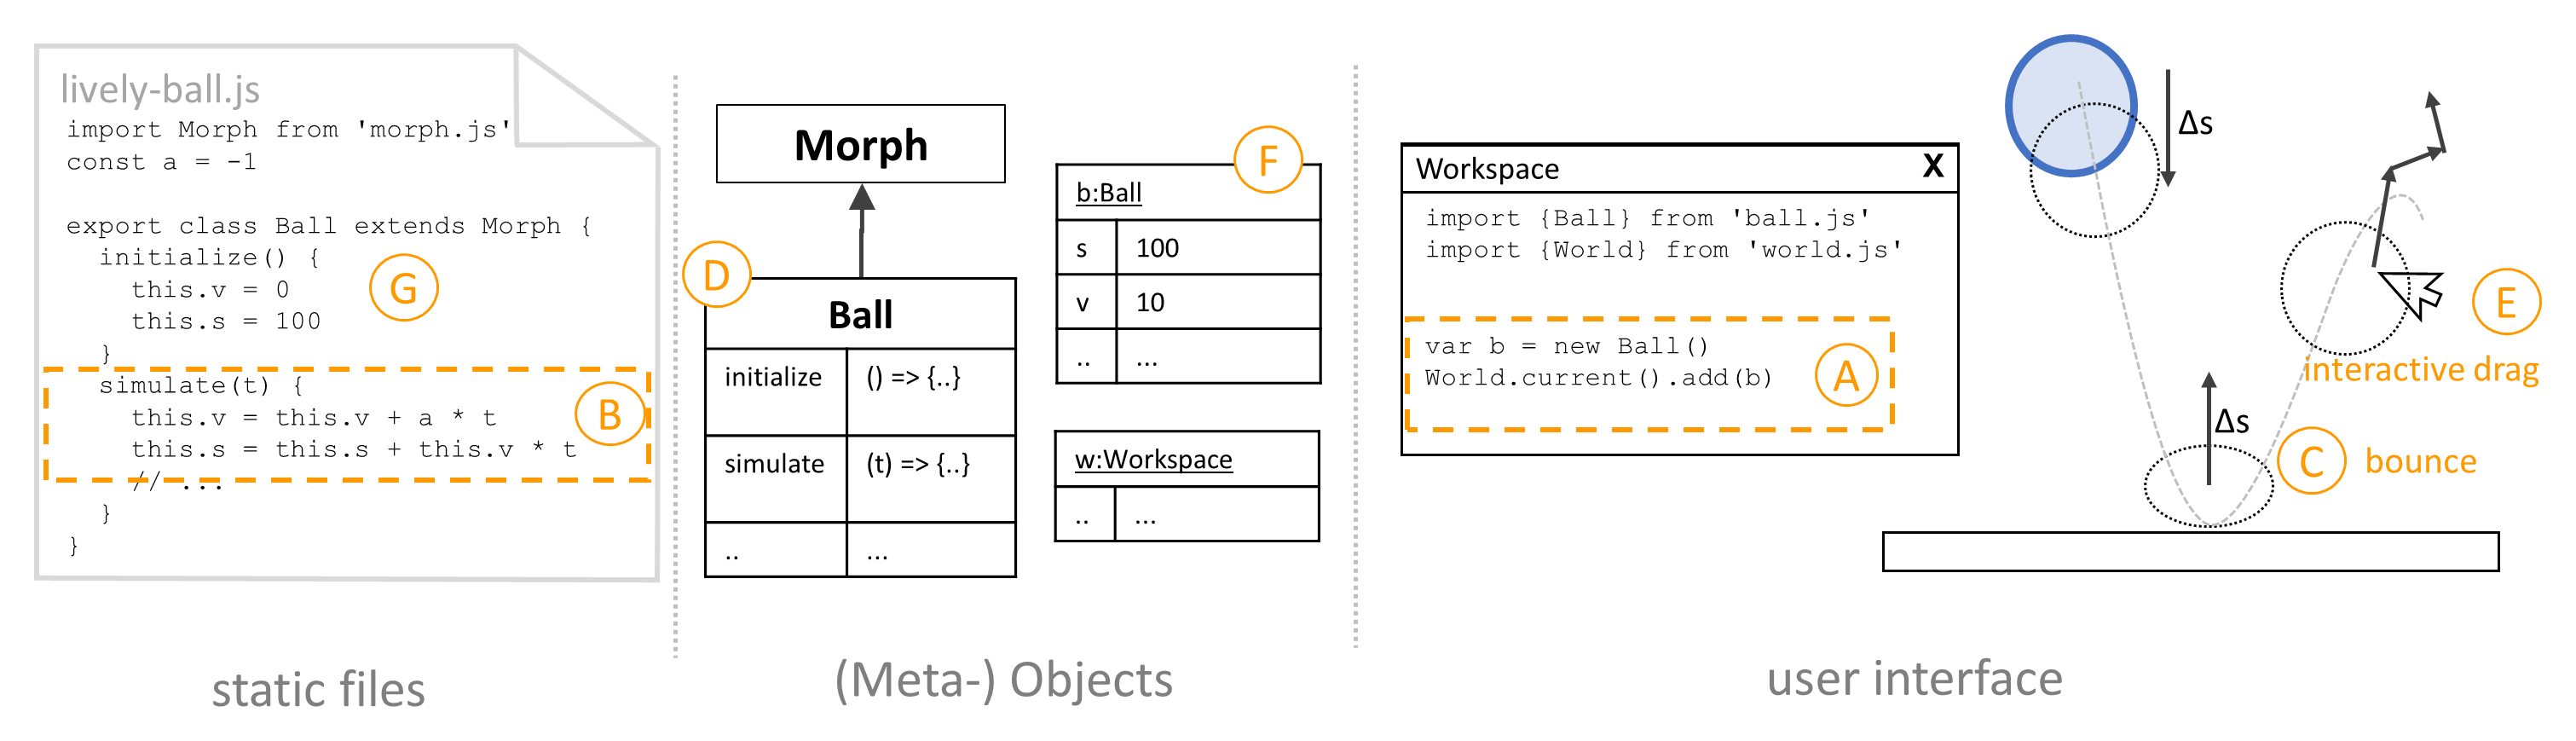 lively-ball.js
import Morph from 'morph.js'
const a = -1
export class Ball extends Morph {
initialize() {
this.v = 0
this.s = 100
}
G
simulate(t) {
this.v = this.v + a * t
this.s = this.s + this.v * t
// ...
}
}
B
static files
Morph
D
Ball
initialize () => {..}
simulate (t) => {..}
.. ...
F
b:Ball
s 100
v 10
.. ...
w:Workspace
.. ...
(Meta-) Objects
Workspace X
import {Ball} from 'ball.js'
import {World} from 'world.js'
var b = new Ball()
World.current().add(b)
A
Δs
E
interactive drag
Δs
C bounce
user interface